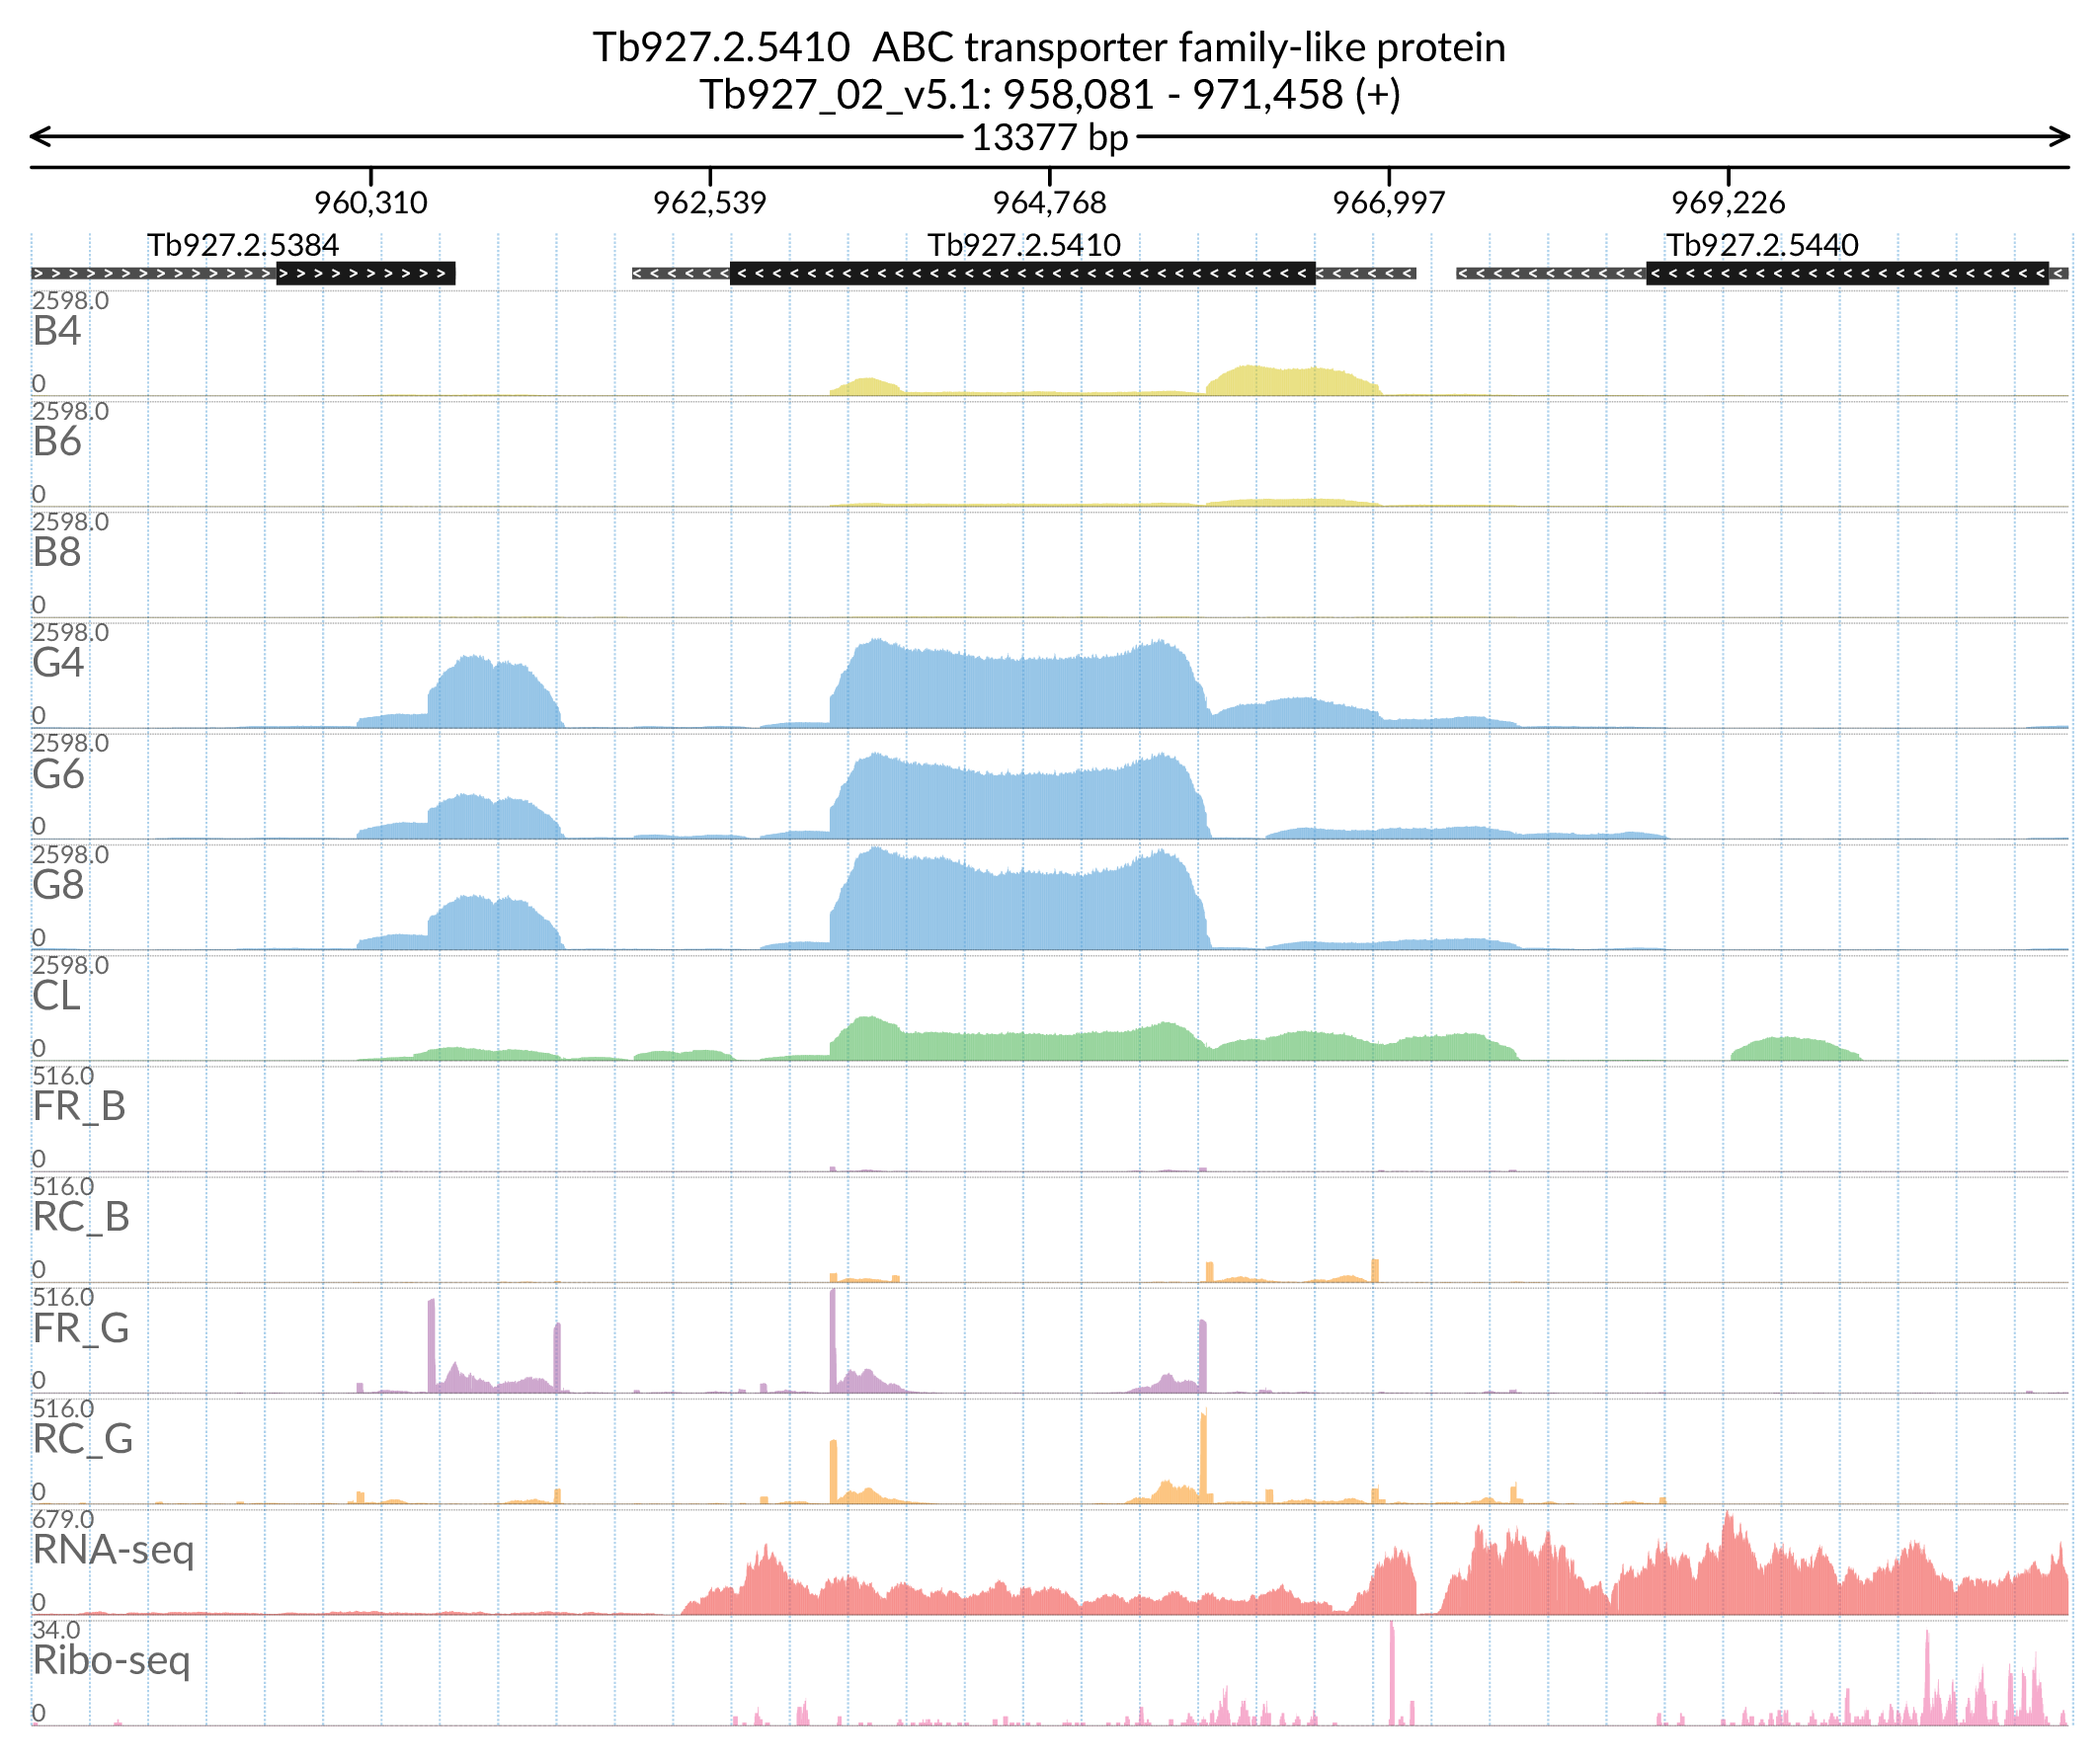 Tb927.2.5410 ABC transporter family-like protein
Tb927_02_v5.1: 958,081 - 971,458 (+)
13377 bp
960,310 962,539 964,768 966,997 969,226
Tb927.2.5384 Tb927.2.5410 Tb927.2.5440
2598.0
B4
0
2598.0
B6
0
2598.0
B8
0
2598.0
G4
0
2598.0
G6
0
2598.0
G8
0
2598.0
CL
0
516.0
FR_B
0
516.0
RC_B
0
516.0
FR_G
0
516.0
RC_G
0
679.0
RNA-seq
0
34.0
Ribo-seq
0